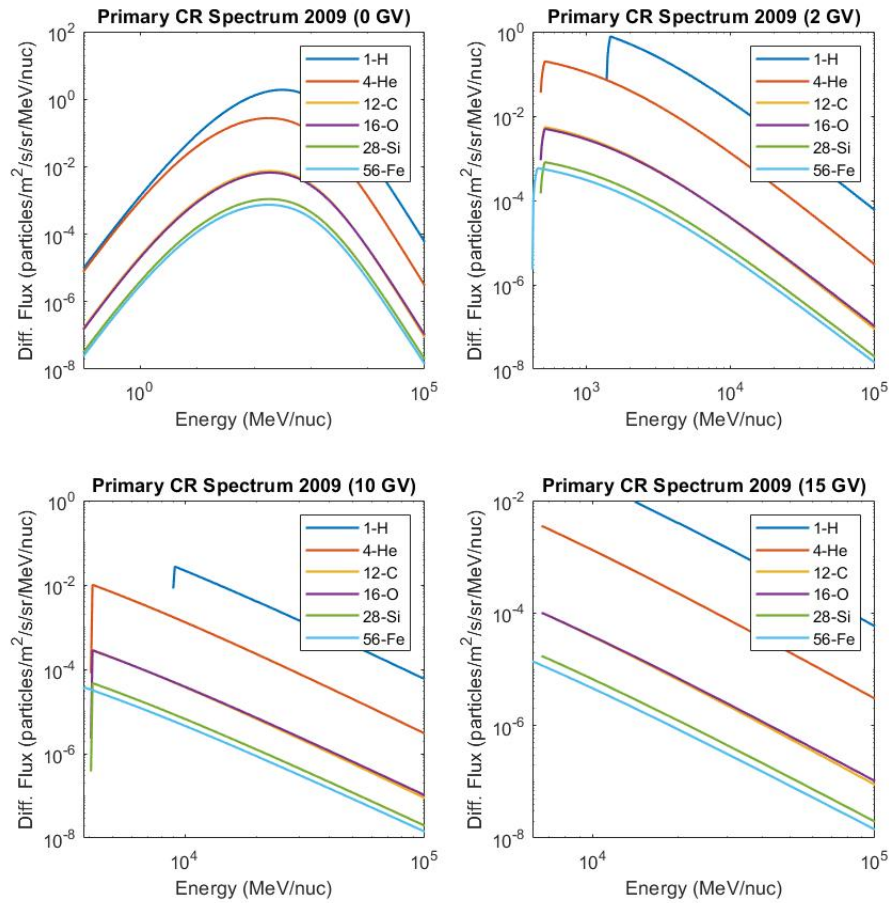 Primary CR Spectrum 2009 (0 GV)
10^2
10^0
10^-2
10^-4
10^-6
10^-8
Diff. Flux (particles/m^2/s/sr/MeV/nuc)
1-H
4-He
12-C
16-O
28-Si
56-Fe
10^0
10^5
Energy (MeV/nuc)
Primary CR Spectrum 2009 (2 GV)
10^0
10^-2
10^-4
10^-6
10^-8
Diff. Flux (particles/m^2/s/sr/MeV/nuc)
1-H
4-He
12-C
16-O
28-Si
56-Fe
10^3
10^4
10^5
Energy (MeV/nuc)
Primary CR Spectrum 2009 (10 GV)
10^0
10^-2
10^-4
10^-6
10^-8
Diff. Flux (particles/m^2/s/sr/MeV/nuc)
1-H
4-He
12-C
16-O
28-Si
56-Fe
10^4
10^5
Energy (MeV/nuc)
Primary CR Spectrum 2009 (15 GV)
10^-2
10^-4
10^-6
10^-8
Diff. Flux (particles/m^2/s/sr/MeV/nuc)
1-H
4-He
12-C
16-O
28-Si
56-Fe
10^4
10^5
Energy (MeV/nuc)